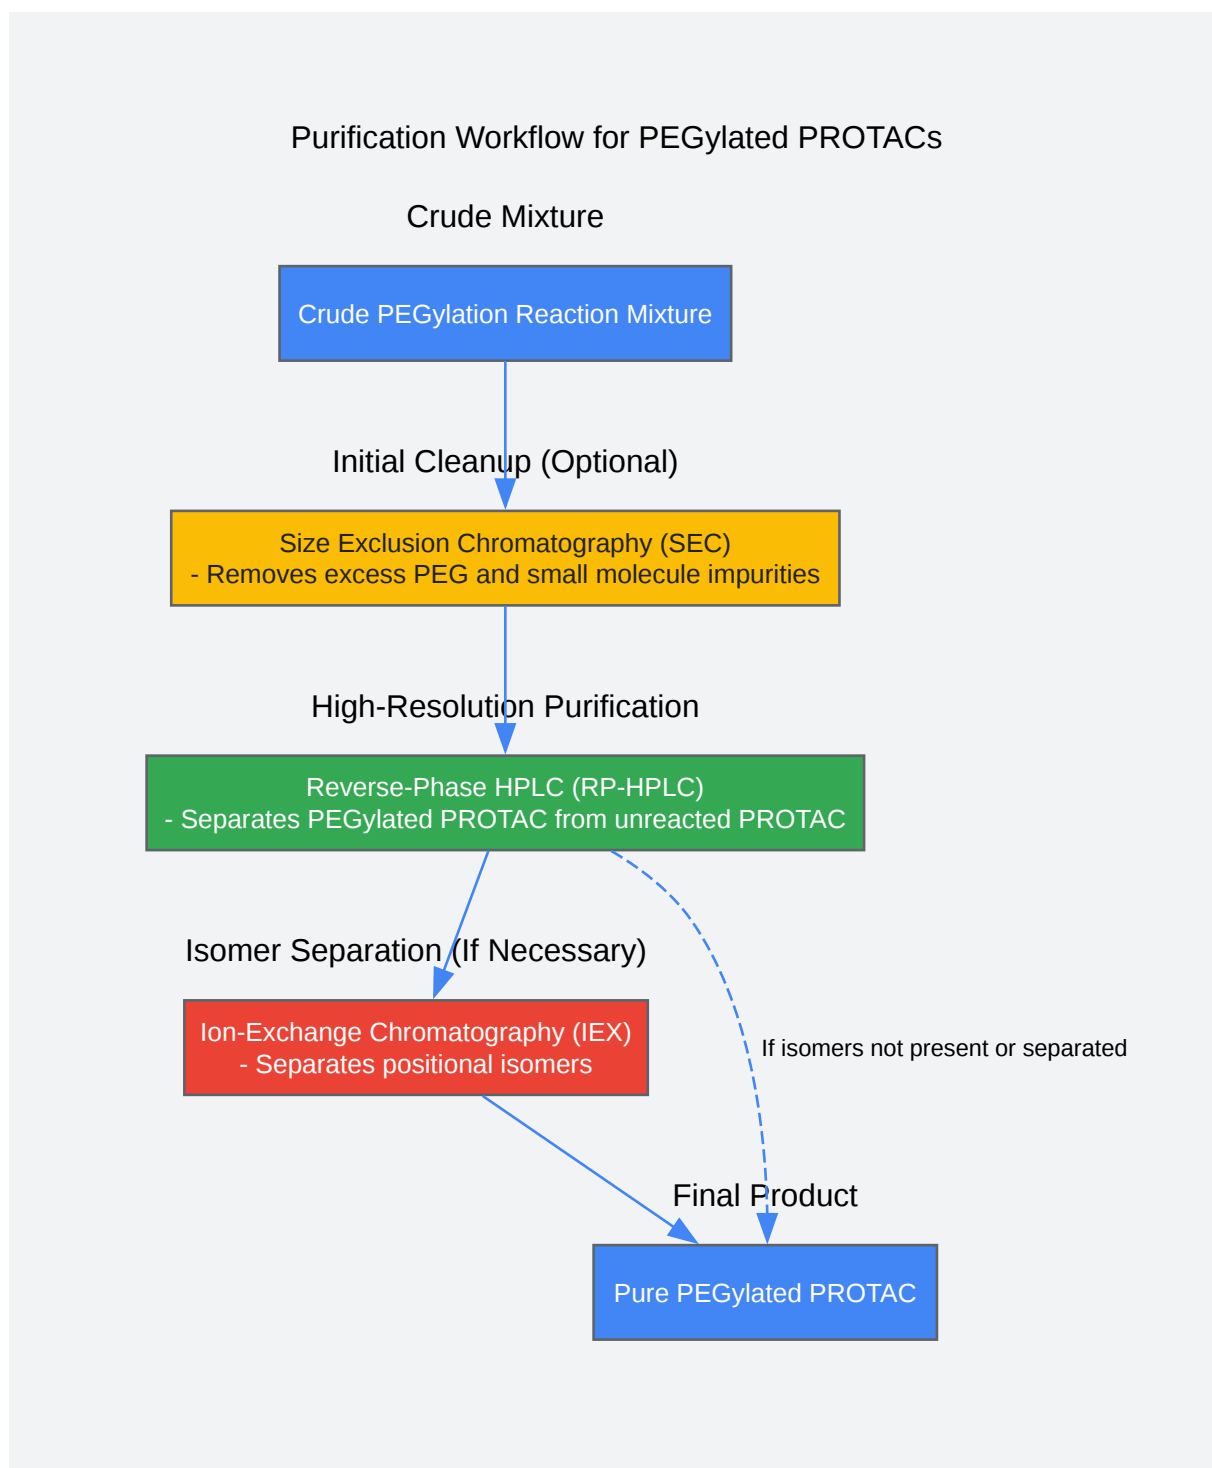 Purification Workflow for PEGylated PROTACs
Crude Mixture
Crude PEGylation Reaction Mixture
Initial Cleanup (Optional)
Size Exclusion Chromatography (SEC)
- Removes excess PEG and small molecule impurities
High-Resolution Purification
Reverse-Phase HPLC (RP-HPLC)
- Separates PEGylated PROTAC from unreacted PROTAC
Isomer Separation (If Necessary)
Ion-Exchange Chromatography (IEX)
- Separates positional isomers
If isomers not present or separated
Final Product
Pure PEGylated PROTAC